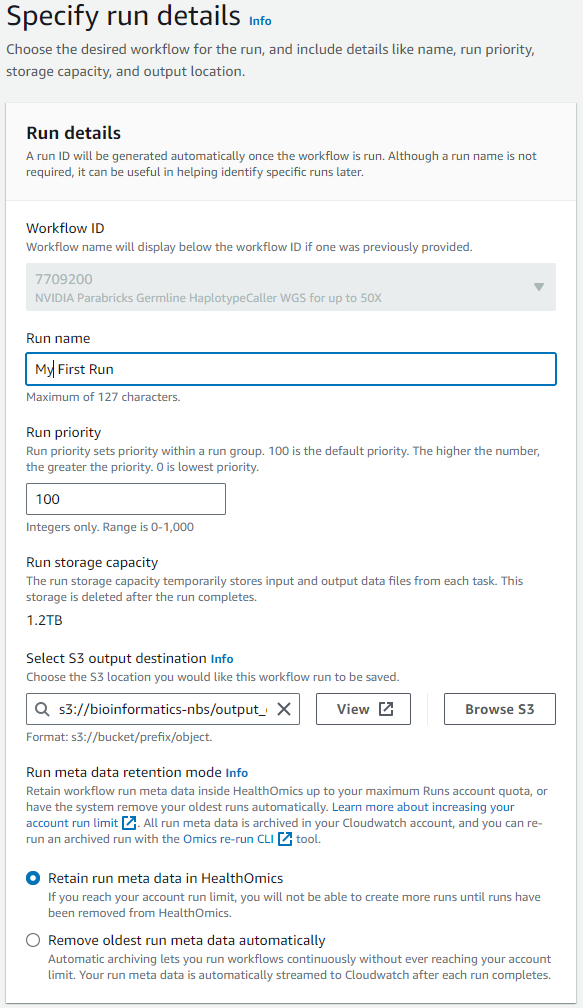 Specify run details Info
Choose the desired workflow for the run, and include details like name, run priority,
storage capacity, and output location.
Run details
A run ID will be generated automatically once the workflow is run. Although a run name is not
required, it can be useful in helping identify specific runs later.
Workflow ID
Workflow name will display below the workflow ID if one was previously provided.
7709200
NVIDIA Parabricks Germline HaplotypeCaller WGS for up to 50X
Run name
My First Run
Maximum of 127 characters.
Run priority
Run priority sets priority within a run group. 100 is the default priority. The higher the number,
the greater the priority. 0 is lowest priority.
100
Integers only. Range is 0-1,000
Run storage capacity
The run storage capacity temporarily stores input and output data files from each task. This
storage is deleted after the run completes.
1.2TB
Select S3 output destination Info
Choose the S3 location you would like this workflow run to be saved.
s3://bioinformatics-nbs/output_
View
Browse S3
Format: s3://bucket/prefix/object.
Run meta data retention mode Info
Retain workflow run meta data inside HealthOmics up to your maximum Runs account quota, or
have the system remove your oldest runs automatically. Learn more about increasing your
account run limit. All run meta data is archived in your Cloudwatch account, and you can re-
run an archived run with the Omics re-run CLI tool.
Retain run meta data in HealthOmics
If you reach your account run limit, you will not be able to create more runs until runs have
been removed from HealthOmics.
Remove oldest run meta data automatically
Automatic archiving lets you run workflows continuously without ever reaching your account
limit. Your run meta data is automatically streamed to Cloudwatch after each run completes.